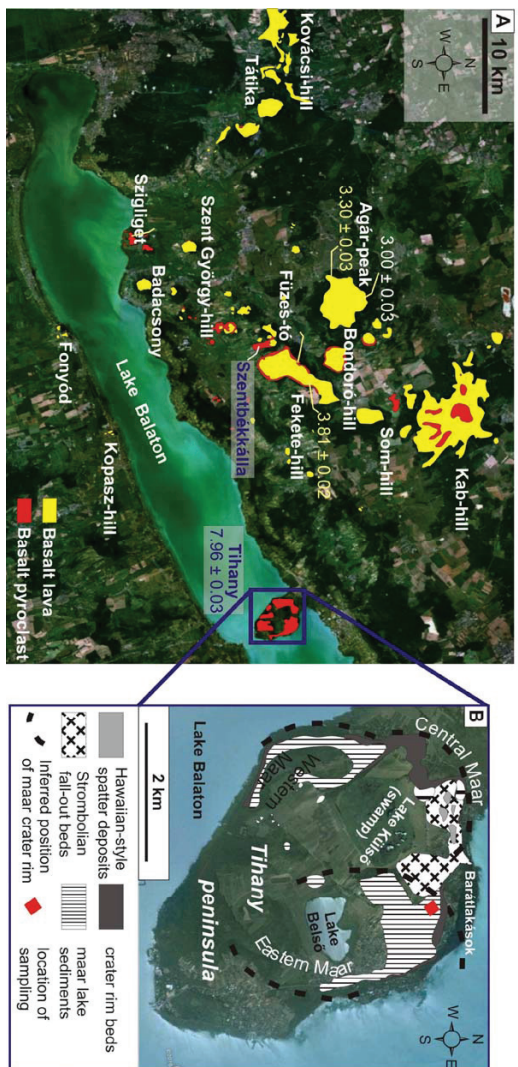 A
10 km
N
W
E
S
Kovácsi-hill
Tátika
Kab-hill
Som-hill
Agár-peak
3.00 ± 0.03
3.30 ± 0.03
Bondoró-hill
Füzes-tó
Fekete-hill
3.81 ± 0.02
Szentbékkálla
Szent György-hill
Szigliget
Badacsony
Lake Balaton
Tihany
7.96 ± 0.03
Fonyód
Kopasz-hill
Basalt lava
Basalt pyroclast
B
N
W
E
S
Central Maar
Western
Maar
Lake Külső
(swamp)
Barátlakások
Lake
Belső
Eastern Maar
Tihany
peninsula
Lake Balaton
2 km
Hawaiian-style
spatter deposits
crater rim beds
Strombolian
fall-out beds
maar lake
sediments
Inferred position
of maar crater rim
location of
sampling